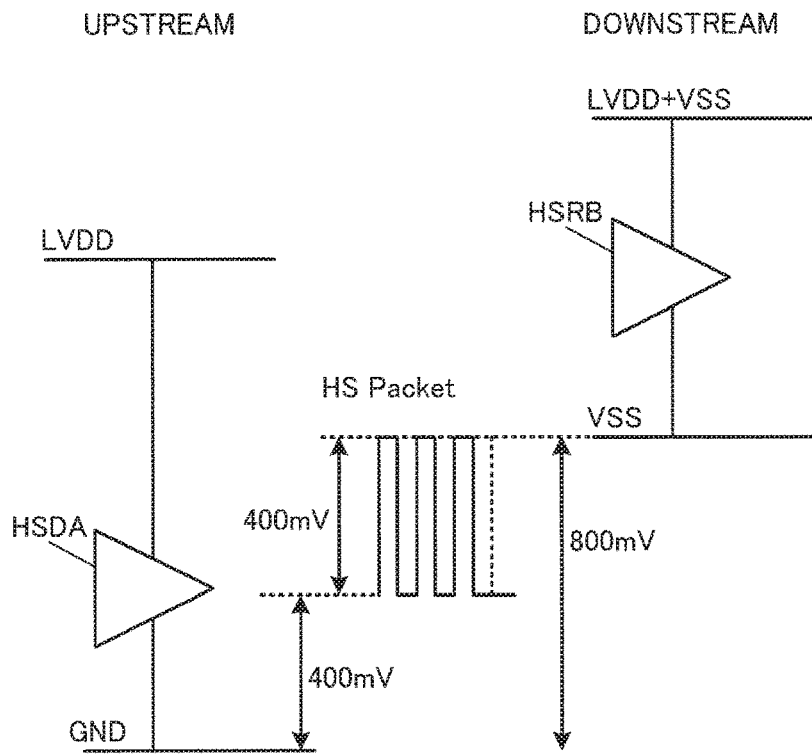 UPSTREAM
DOWNSTREAM
LVDD+VSS
HSRB
LVDD
HS Packet
VSS
400mV
800mV
HSDA
400mV
GND